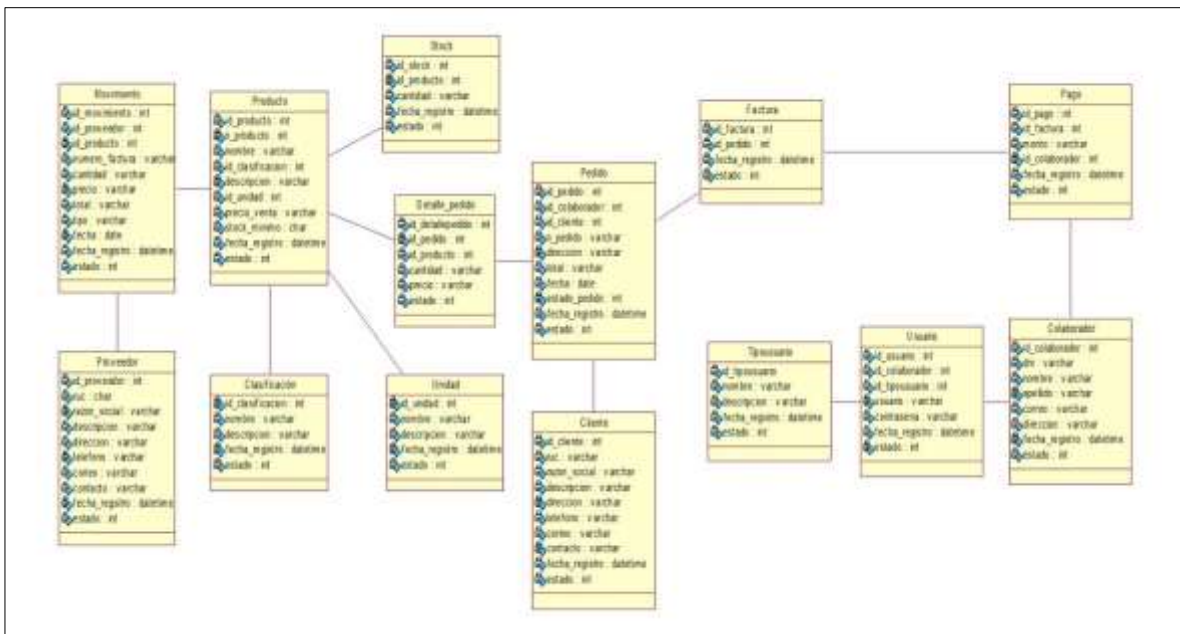 Stock
id_stock : int
id_producto : int
cantidad : varchar
fecha_registro : datetime
estado : int
Movimiento
id_movimiento : int
id_proveedor : int
id_producto : int
numero_factura : varchar
cantidad : varchar
precio : varchar
total : varchar
tipo : varchar
fecha : date
fecha_registro : datetime
estado : int
Producto
id_producto : int
n_producto : int
nombre : varchar
id_clasificacion : int
descripcion : varchar
id_unidad : int
precio_venta : varchar
stock_minimo : char
fecha_registro : datetime
estado : int
Factura
id_factura : int
id_pedido : int
fecha_registro : datetime
estado : int
Pago
id_pago : int
id_factura : int
monto : varchar
id_colaborador : int
fecha_registro : datetime
estado : int
Detalle_pedido
id_detallepedido : int
id_pedido : int
id_producto : int
cantidad : varchar
precio : varchar
estado : int
Pedido
id_pedido : int
id_colaborador : int
id_cliente : int
n_pedido : varchar
direccion : varchar
total : varchar
fecha : date
estado_pedido : int
fecha_registro : datetime
estado : int
Proveedor
id_proveedor : int
ruc : char
razon_social : varchar
descripcion : varchar
direccion : varchar
telefono : varchar
correo : varchar
contacto : varchar
fecha_registro : datetime
estado : int
Clasificación
id_clasificacion : int
nombre : varchar
descripcion : varchar
fecha_registro : datetime
estado : int
Unidad
id_unidad : int
nombre : varchar
descripcion : varchar
fecha_registro : datetime
estado : int
Cliente
id_cliente : int
ruc : varchar
razon_social : varchar
descripcion : varchar
direccion : varchar
telefono : varchar
correo : varchar
contacto : varchar
fecha_registro : datetime
estado : int
Tipousuario
id_tipousuario
nombre : varchar
descripcion : varchar
fecha_registro : datetime
estado : int
Usuario
id_usuario : int
id_colaborador : int
id_tipousuario : int
usuario : varchar
contrasena : varchar
fecha_registro : datetime
estado : int
Colaborador
id_colaborador : int
dni : varchar
nombre : varchar
apellido : varchar
correo : varchar
direccion : varchar
fecha_registro : datetime
estado : int